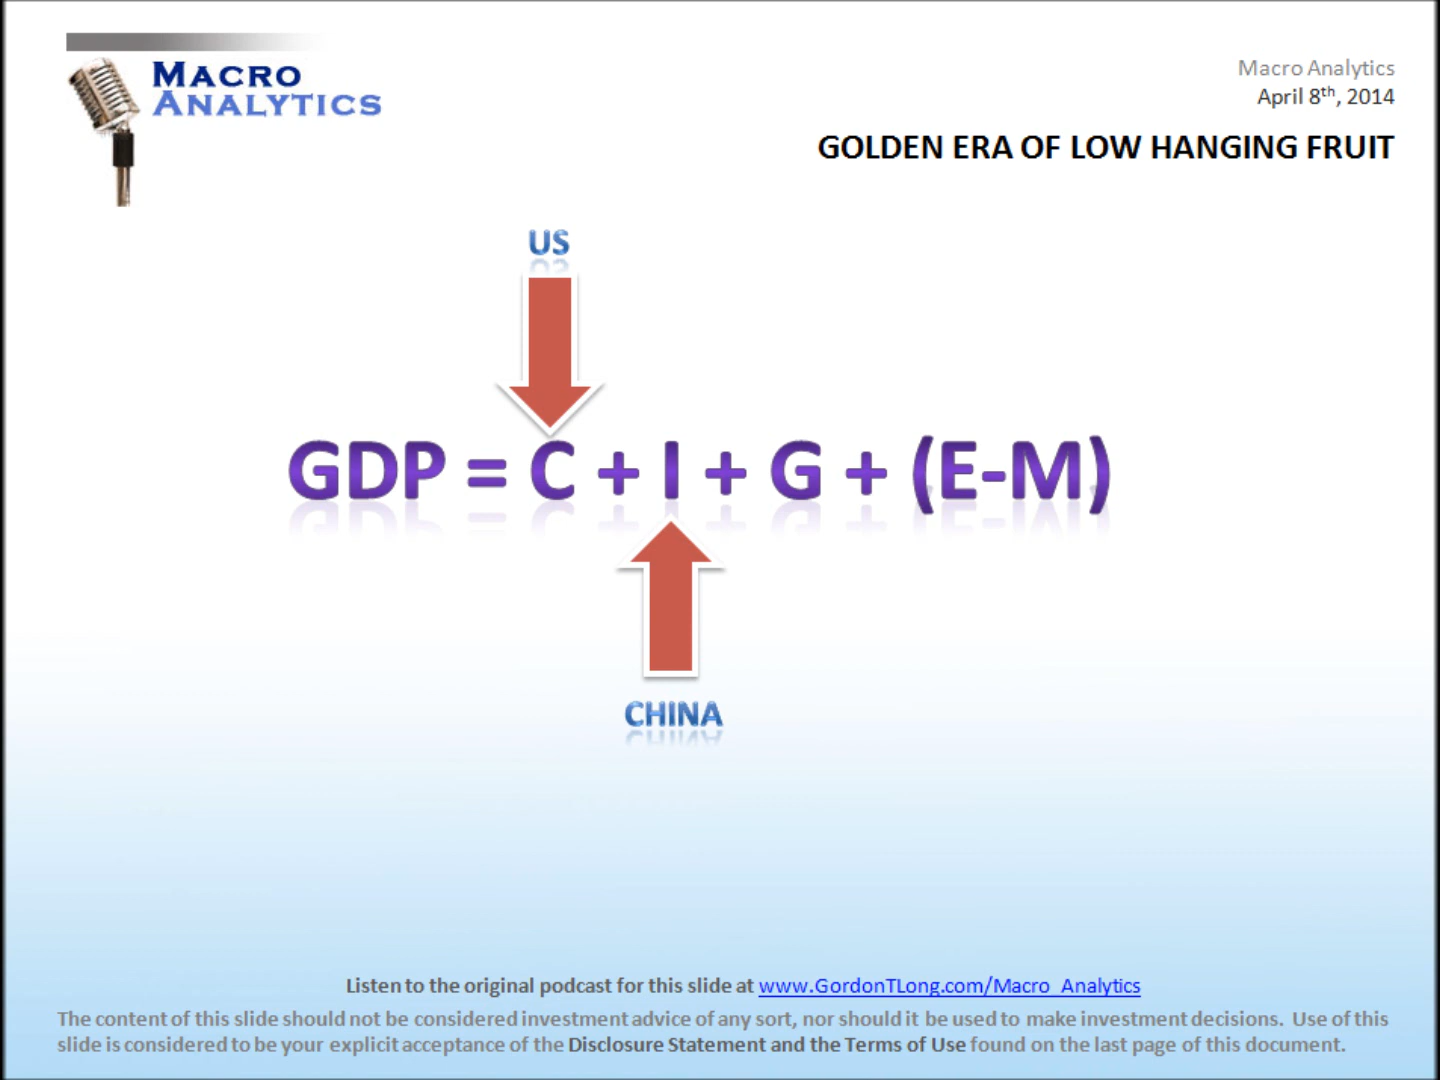 MACRO
ANALYTICS
Macro Analytics
April 8th, 2014
GOLDEN ERA OF LOW HANGING FRUIT
US
GDP = C + I + G + (E-M)
CHINA
Listen to the original podcast for this slide at www.GordonTLong.com/Macro_Analytics
The content of this slide should not be considered investment advice of any sort, nor should it be used to make investment decisions. Use of this
slide is considered to be your explicit acceptance of the Disclosure Statement and the Terms of Use found on the last page of this document.